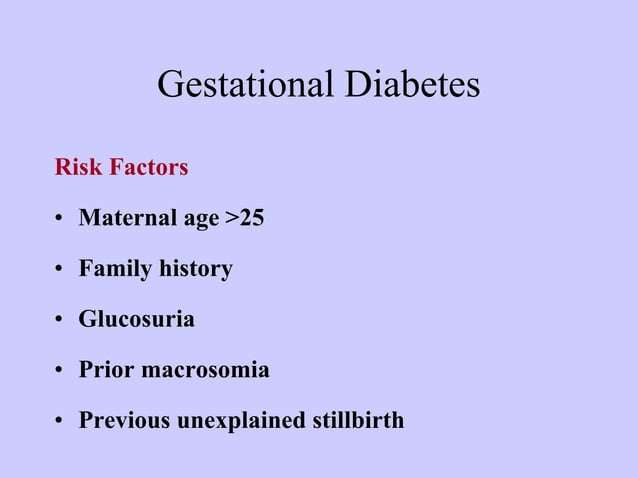 Gestational Diabetes
Risk Factors
• Maternal age >25
• Family history
• Glucosuria
• Prior macrosomia
• Previous unexplained stillbirth